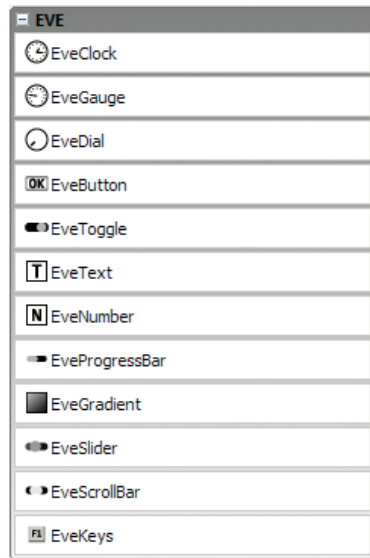 EVE
EveClock
EveGauge
EveDial
OK EveButton
EveToggle
T EveText
N EveNumber
EveProgressBar
EveGradient
EveSlider
EveScrollBar
F1 EveKeys